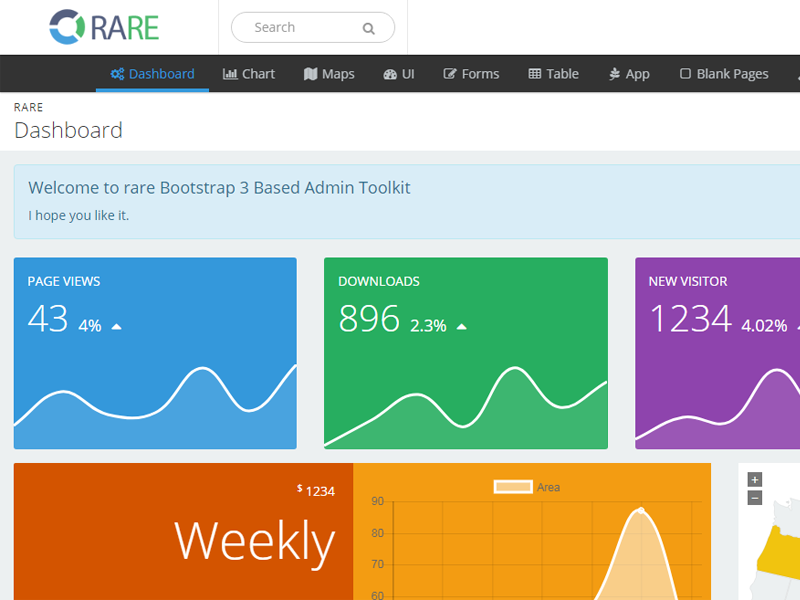 RARE
Search
Dashboard Chart Maps UI Forms Table App Blank Pages
RARE
Dashboard
Welcome to rare Bootstrap 3 Based Admin Toolkit
I hope you like it.
PAGE VIEWS
43 4%
DOWNLOADS
896 2.3%
NEW VISITOR
1234 4.02%
$ 1234
Weekly
Area
90
80
70
60
+
−